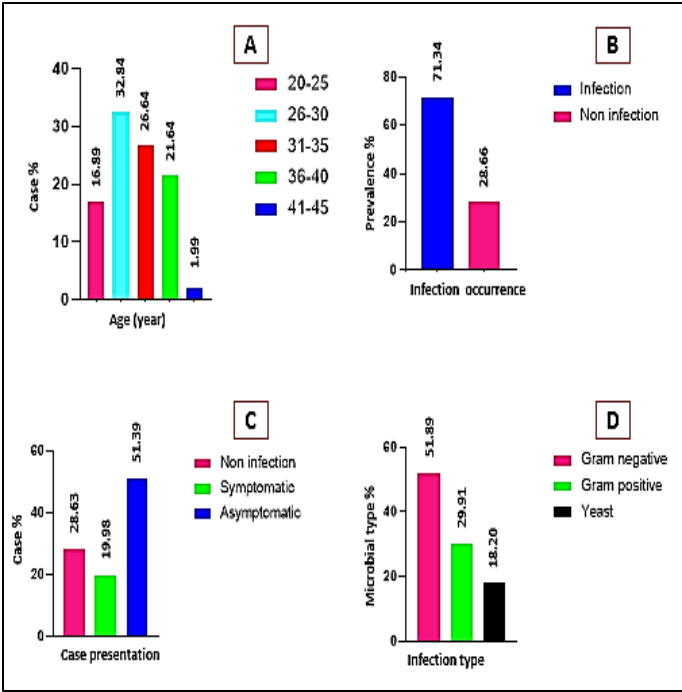 A
40
30
20
10
0
Case %
16.89
32.84
26.64
21.64
1.99
Age (year)
20-25
26-30
31-35
36-40
41-45
B
80
60
40
20
0
Prevalence %
71.34
28.66
Infection occurrence
Infection
Non infection
C
60
40
20
0
Case %
28.63
19.98
51.39
Case presentation
Non infection
Symptomatic
Asymptomatic
D
60
40
20
0
Microbial type %
51.89
29.91
18.20
Infection type
Gram negative
Gram positive
Yeast